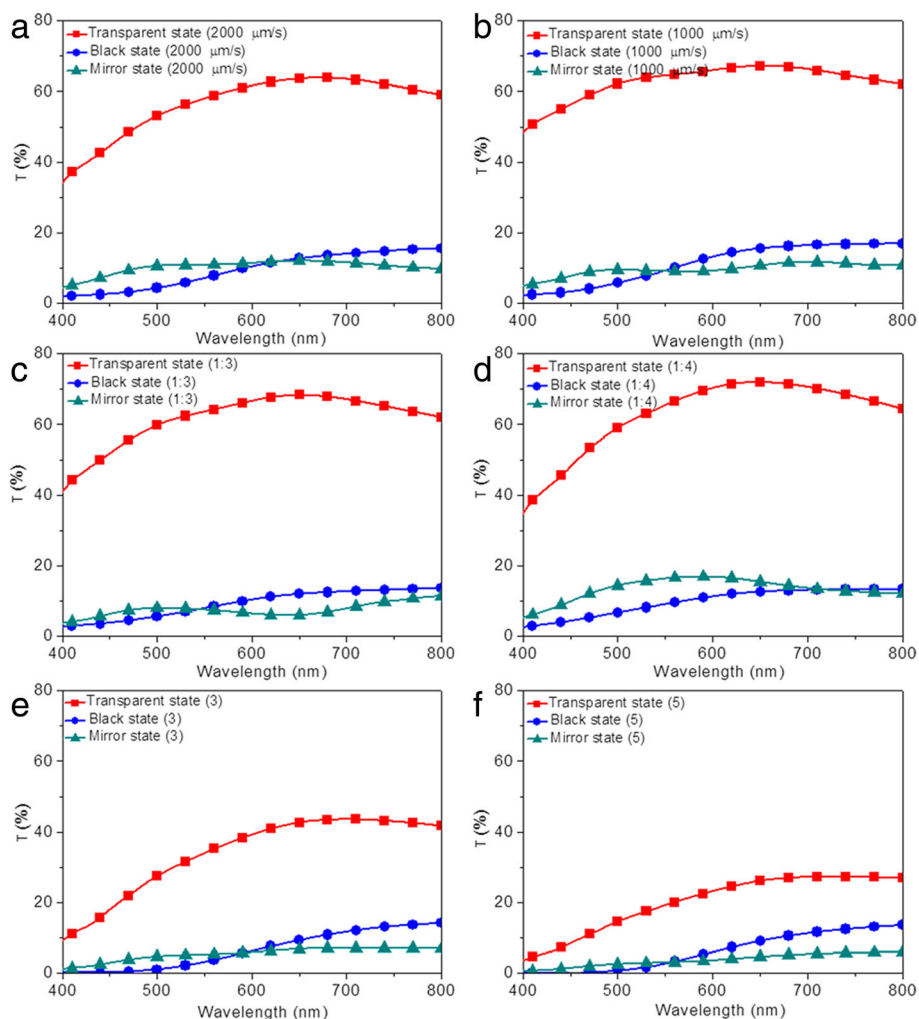 a
80
60
40
20
0
T (%)
Transparent state (2000 μm/s)
Black state (2000 μm/s)
Mirror state (2000 μm/s)
400 500 600 700 800
Wavelength (nm)
b
80
60
40
20
0
T (%)
Transparent state (1000 μm/s)
Black state (1000 μm/s)
Mirror state (1000 μm/s)
400 500 600 700 800
Wavelength (nm)
c
80
60
40
20
0
T (%)
Transparent state (1:3)
Black state (1:3)
Mirror state (1:3)
400 500 600 700 800
Wavelength (nm)
d
80
60
40
20
0
T (%)
Transparent state (1:4)
Black state (1:4)
Mirror state (1:4)
400 500 600 700 800
Wavelength (nm)
e
80
60
40
20
0
T (%)
Transparent state (3)
Black state (3)
Mirror state (3)
400 500 600 700 800
Wavelength (nm)
f
80
60
40
20
0
T (%)
Transparent state (5)
Black state (5)
Mirror state (5)
400 500 600 700 800
Wavelength (nm)